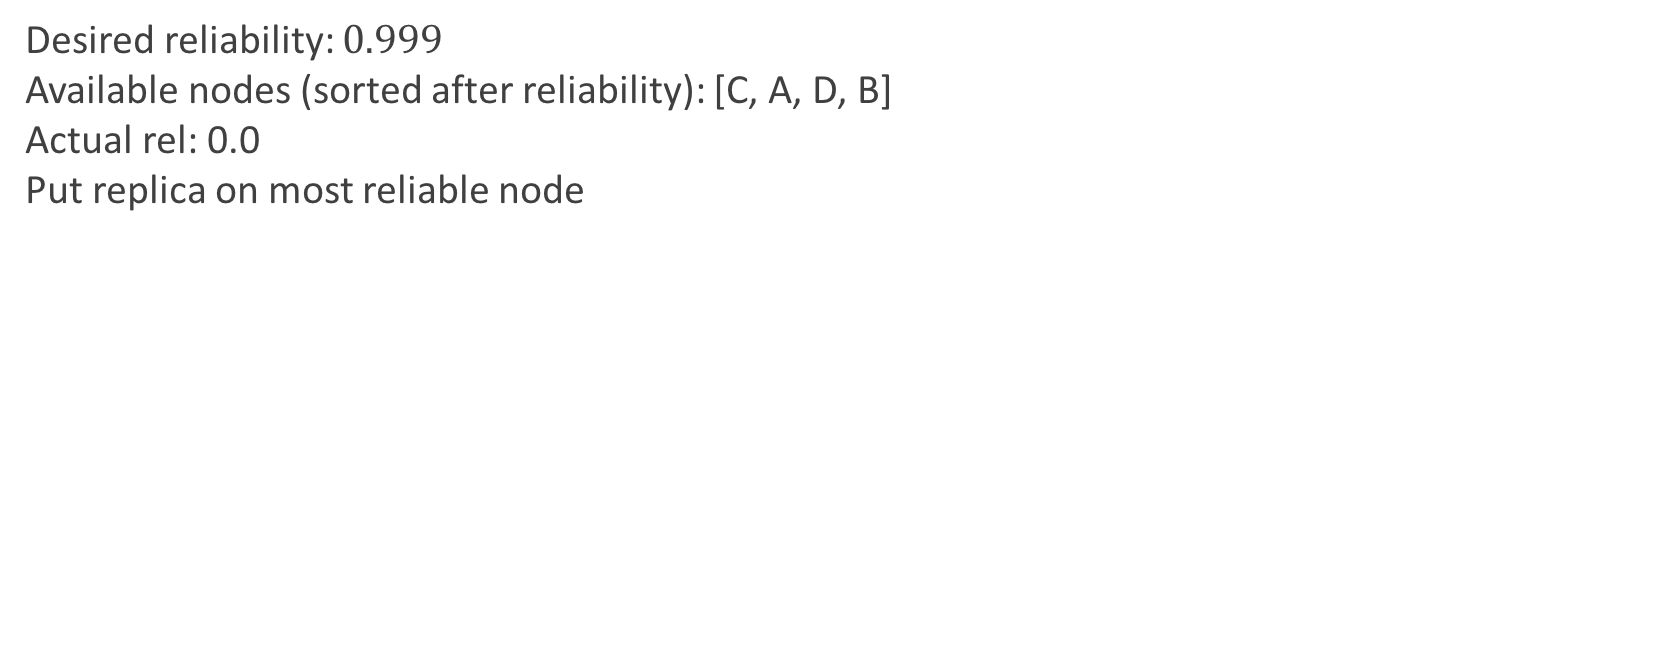 Desired reliability: 0.999
Available nodes (sorted after reliability): [C, A, D, B]
Actual rel: 0.0
Put replica on most reliable node